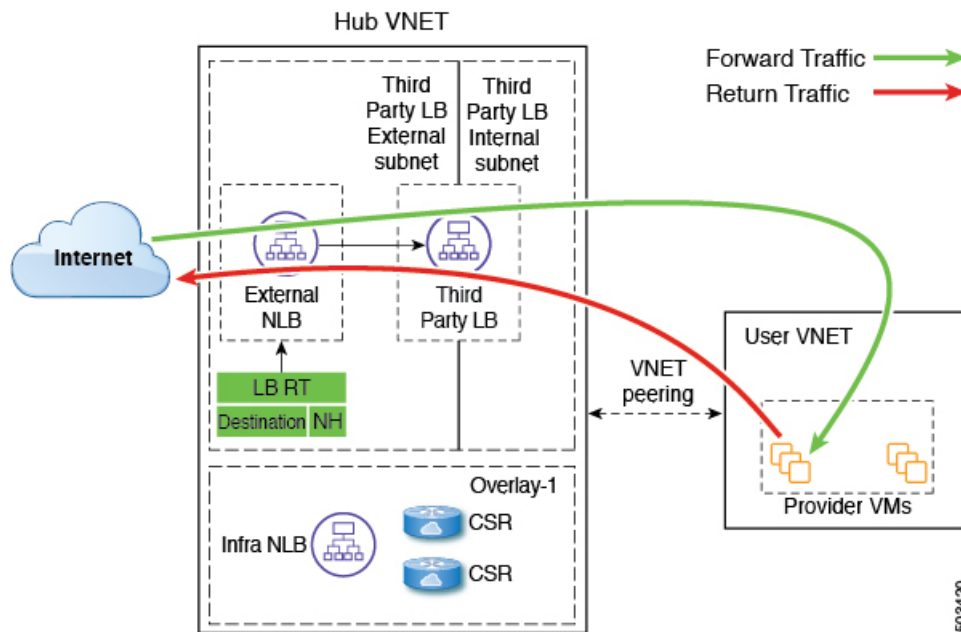 Hub VNET
Forward Traffic
Return Traffic
Third
Party LB
External
subnet
Third
Party LB
Internal
subnet
Internet
External
NLB
Third
Party LB
LB RT
Destination
NH
VNET
peering
User VNET
Provider VMs
Overlay-1
Infra NLB
CSR
CSR